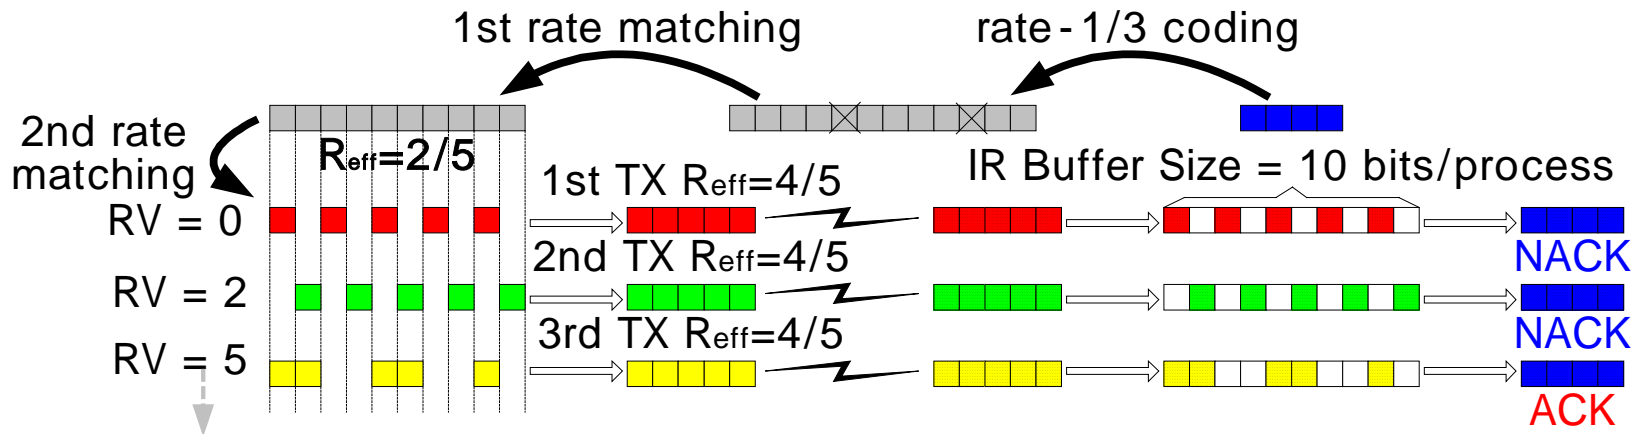 1st rate matching
rate-1/3 coding
2nd rate
matching
Reff=2/5
IR Buffer Size = 10 bits/process
1st TX Reff=4/5
RV = 0
NACK
2nd TX Reff=4/5
RV = 2
NACK
3rd TX Reff=4/5
RV = 5
ACK